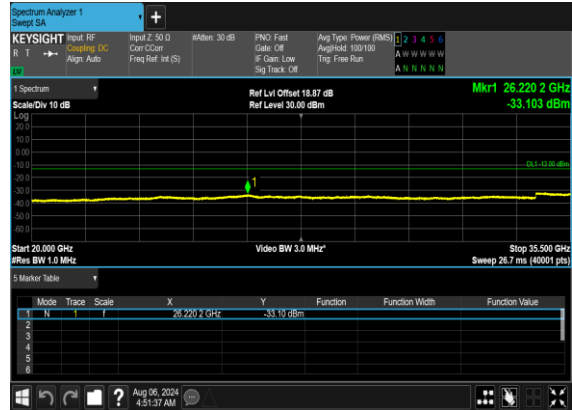 Spectrum Analyzer 1
Swept SA
+
KEYSIGHT Input: RF Input Z: 50 Ω #Atten: 30 dB PNO: Fast Avg Type: Power (RMS) 1 2 3 4 5 6
R T Coupling: DC Corr CCorr Gate: Off Avg|Hold: 100/100 A W W W W W
Align: Auto Freq Ref: Int (S) IF Gain: Low Trig: Free Run
Sig Track: Off A N N N N N
1 Spectrum Ref Lvl Offset 18.87 dB Mkr1 26.220 2 GHz
Scale/Div 10 dB Ref Level 30.00 dBm -33.103 dBm
Log
20.0
10.0
0.00
-10.0 DL1 -13.00 dBm
-20.0
-30.0 1
-40.0
-50.0
-60.0
Start 20.000 GHz Video BW 3.0 MHz* Stop 35.500 GHz
#Res BW 1.0 MHz Sweep 26.7 ms (40001 pts)
5 Marker Table
Mode Trace Scale X Y Function Function Width Function Value
1 N 1 f 26.220 2 GHz -33.10 dBm
2
3
4
5
6
? Aug 06, 2024
4:51:37 AM